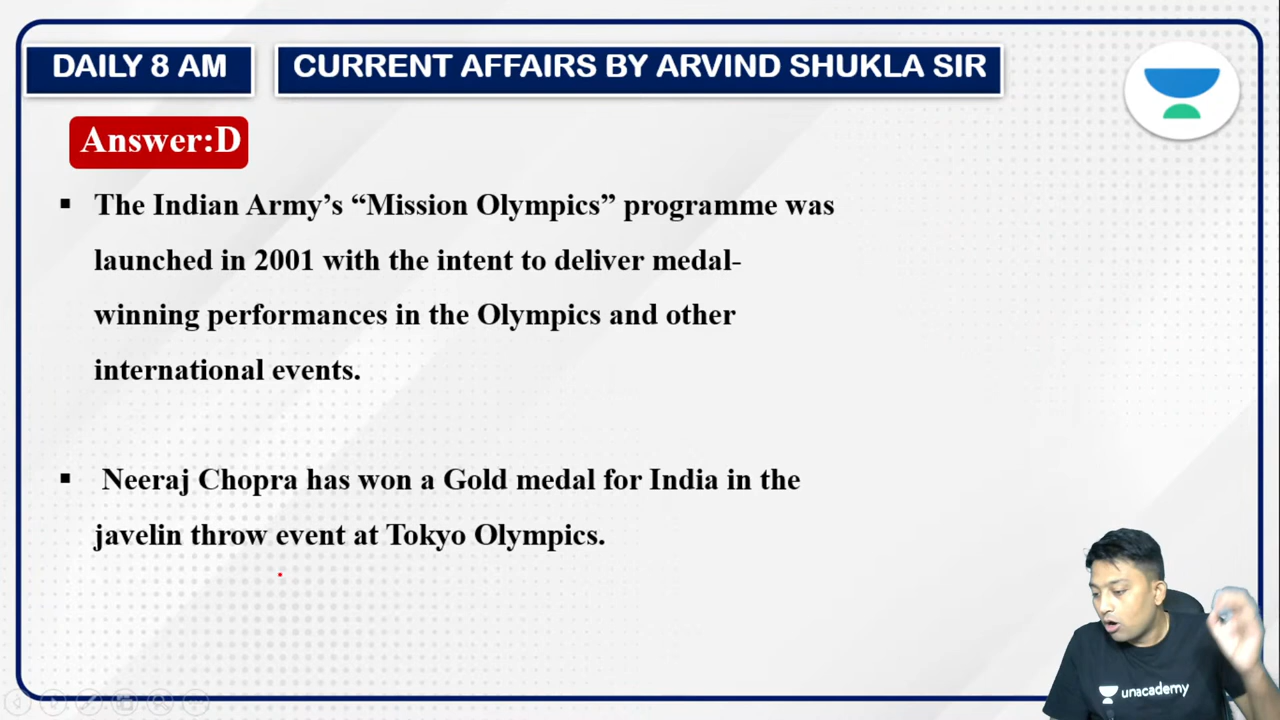 DAILY 8 AM
CURRENT AFFAIRS BY ARVIND SHUKLA SIR
Answer:D
▪ The Indian Army’s “Mission Olympics” programme was
launched in 2001 with the intent to deliver medal-
winning performances in the Olympics and other
international events.
▪ Neeraj Chopra has won a Gold medal for India in the
javelin throw event at Tokyo Olympics.
unacademy